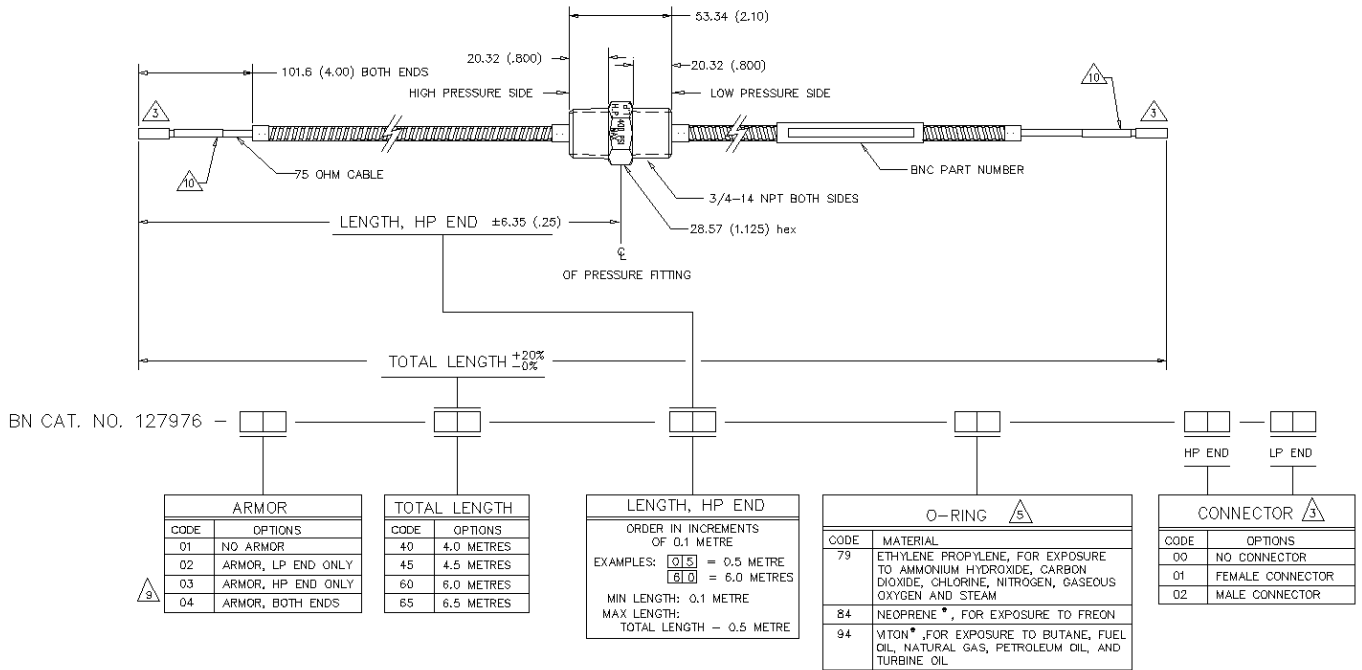 53.34 (2.10)
20.32 (.800)
20.32 (.800)
101.6 (4.00) BOTH ENDS
HIGH PRESSURE SIDE
LOW PRESSURE SIDE
3
10
3
10
75 OHM CABLE
BNC PART NUMBER
3/4-14 NPT BOTH SIDES
LENGTH, HP END ±6.35 (.25)
28.57 (1.125) hex
OF PRESSURE FITTING
TOTAL LENGTH +20% -0%
BN CAT. NO. 127976 -
HP END
LP END
ARMOR
CODE OPTIONS
01 NO ARMOR
02 ARMOR, LP END ONLY
03 ARMOR, HP END ONLY
04 ARMOR, BOTH ENDS
9
TOTAL LENGTH
CODE OPTIONS
40 4.0 METRES
45 4.5 METRES
60 6.0 METRES
65 6.5 METRES
LENGTH, HP END
ORDER IN INCREMENTS
OF 0.1 METRE
EXAMPLES: 0 5 = 0.5 METRE
6 0 = 6.0 METRES
MIN LENGTH: 0.1 METRE
MAX LENGTH:
TOTAL LENGTH - 0.5 METRE
O-RING 5
CODE MATERIAL
79 ETHYLENE PROPYLENE, FOR EXPOSURE
TO AMMONIUM HYDROXIDE, CARBON
DIOXIDE, CHLORINE, NITROGEN, GASEOUS
OXYGEN AND STEAM
84 NEOPRENE ®, FOR EXPOSURE TO FREON
94 VITON® ,FOR EXPOSURE TO BUTANE, FUEL
OIL, NATURAL GAS, PETROLEUM OIL, AND
TURBINE OIL
CONNECTOR 3
CODE OPTIONS
00 NO CONNECTOR
01 FEMALE CONNECTOR
02 MALE CONNECTOR